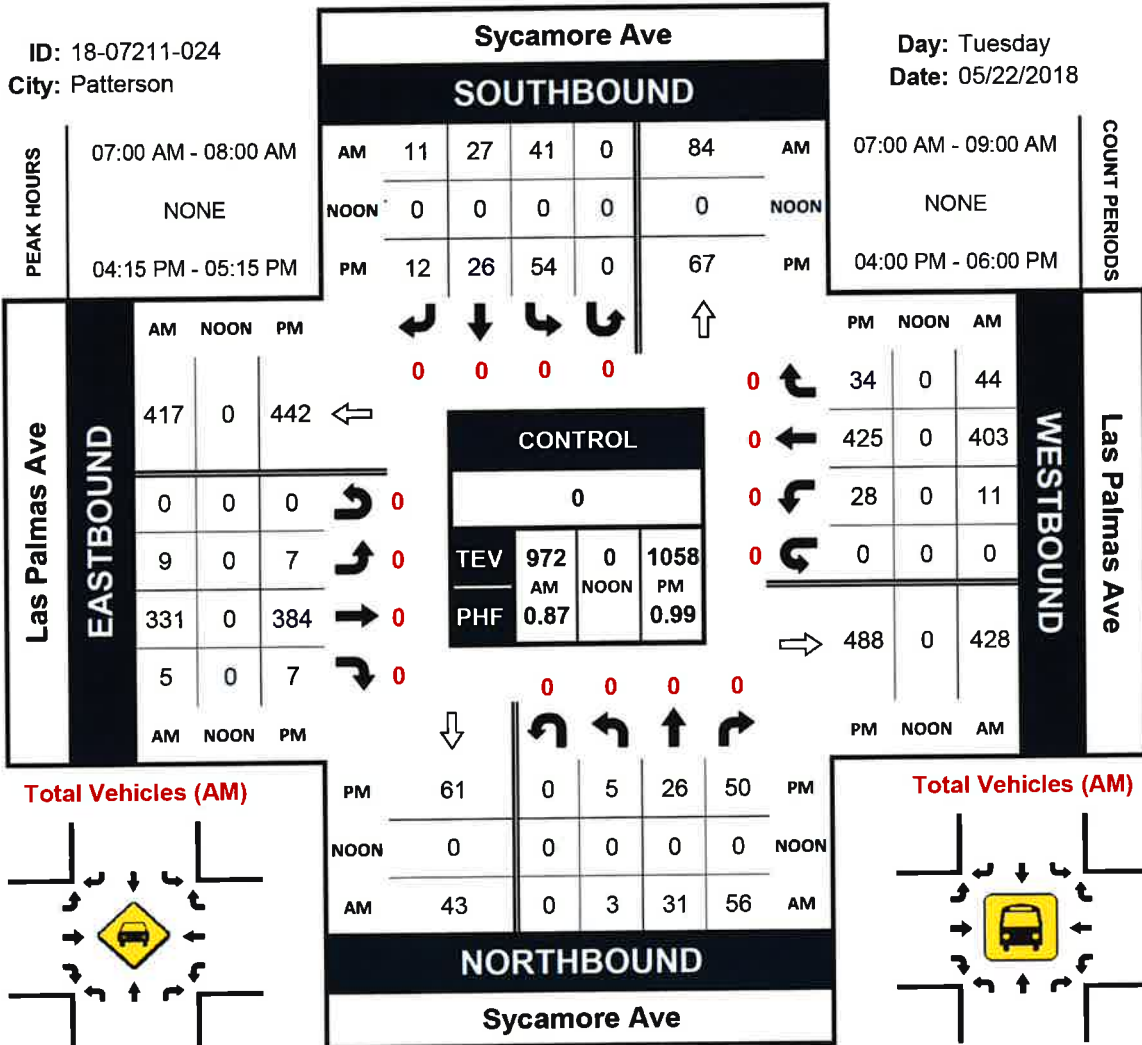 ID: 18-07211-024
City: Patterson
Sycamore Ave
SOUTHBOUND
Day: Tuesday
Date: 05/22/2018
PEAK HOURS
07:00 AM - 08:00 AM
NONE
04:15 PM - 05:15 PM
AM 11 27 41 0 84 AM
NOON 0 0 0 0 0 NOON
PM 12 26 54 0 67 PM
07:00 AM - 09:00 AM
NONE
04:00 PM - 06:00 PM
COUNT PERIODS
0 0 0 0
Las Palmas Ave
EASTBOUND
AM NOON PM
417 0 442
0 0 0 0
9 0 7 0
331 0 384 0
5 0 7 0
AM NOON PM
CONTROL
0
TEV 972 0 1058
AM NOON PM
PHF 0.87 0.99
PM NOON AM
0 34 0 44
0 425 0 403
0 28 0 11
0 0 0 0
488 0 428
PM NOON AM
WESTBOUND
Las Palmas Ave
0 0 0 0
PM 61 0 5 26 50 PM
NOON 0 0 0 0 0 NOON
AM 43 0 3 31 56 AM
NORTHBOUND
Sycamore Ave
Total Vehicles (AM)
Total Vehicles (AM)